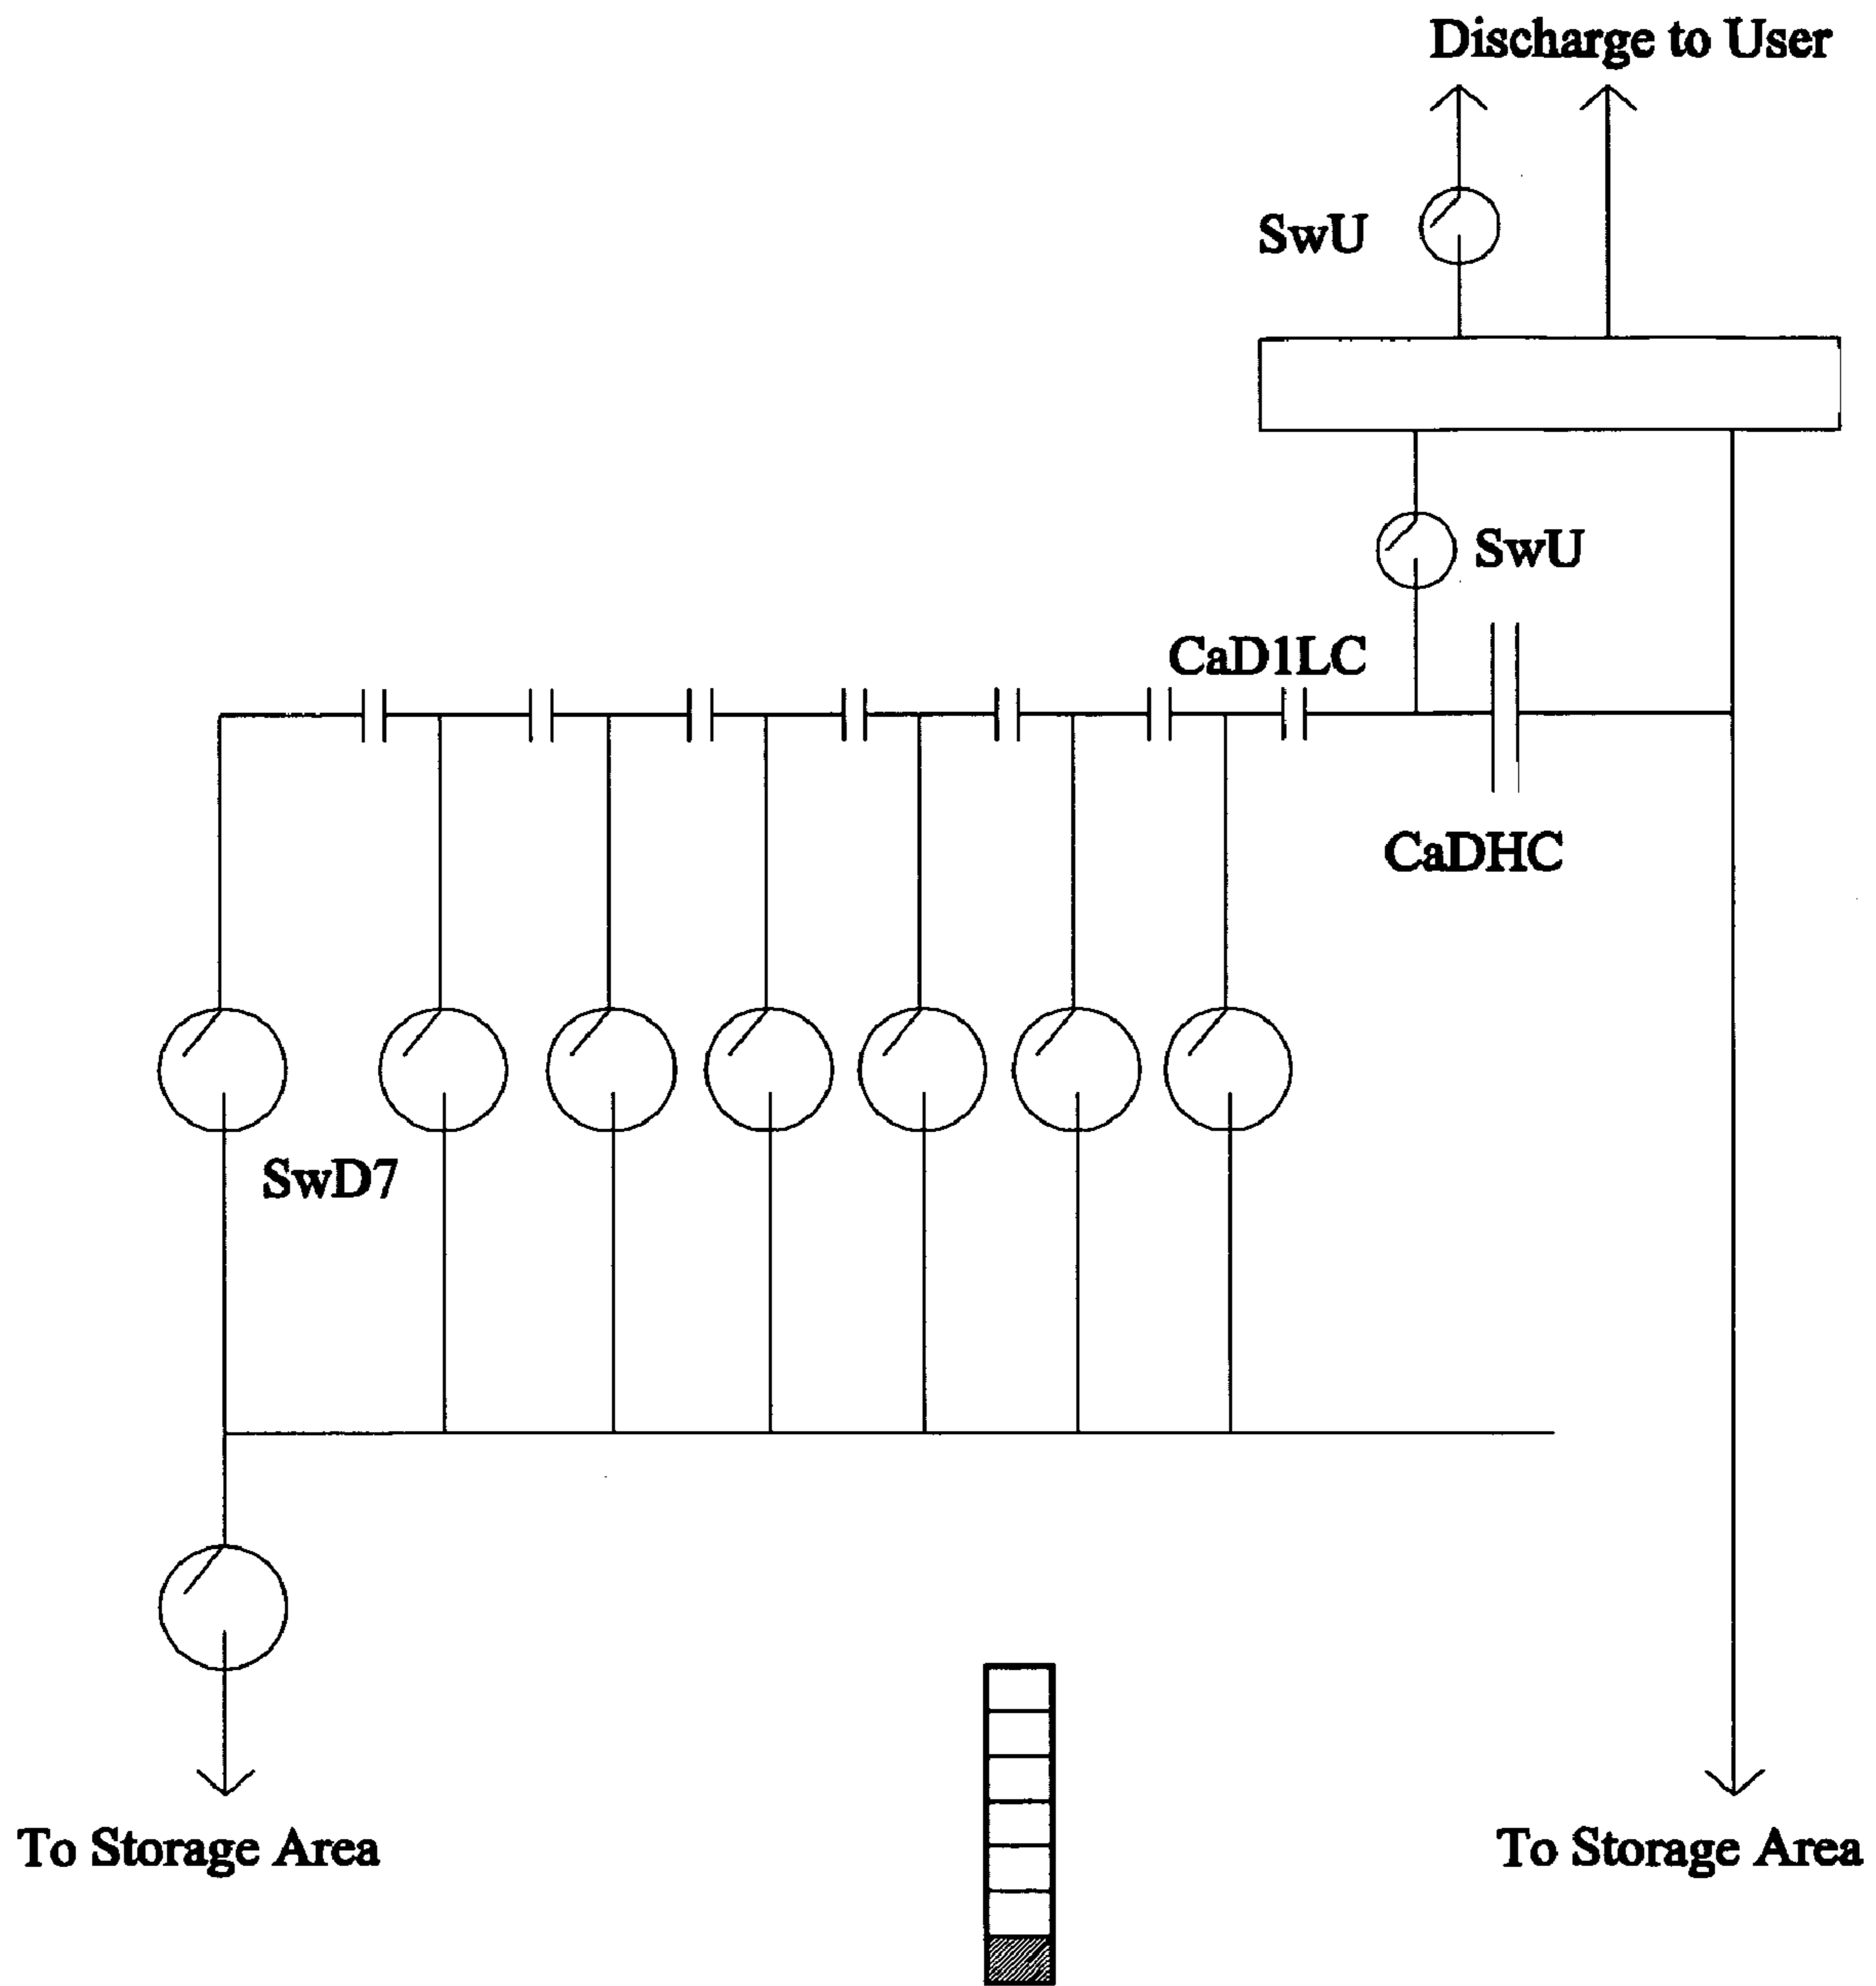 Discharge to User
SwU
SwU
CaD1LC
CaDHC
SwD7
To Storage Area
To Storage Area